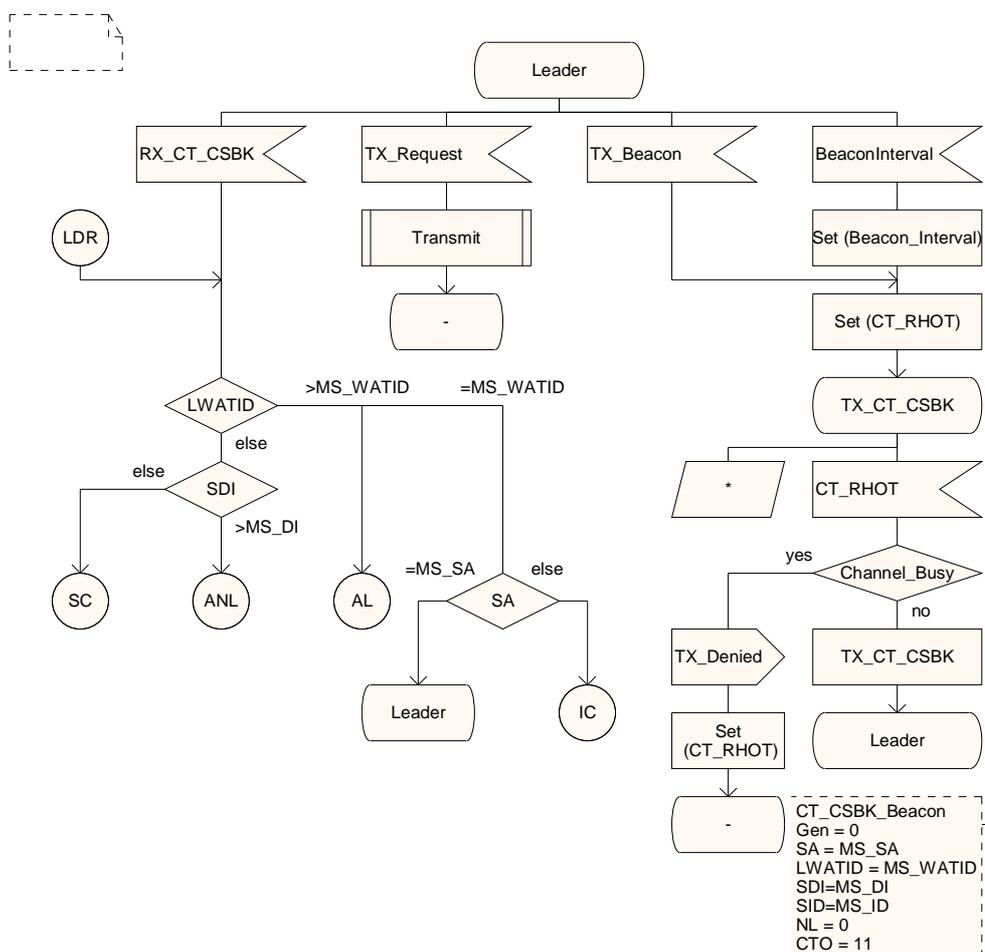 Leader
RX_CT_CSBK
TX_Request
TX_Beacon
BeaconInterval
LDR
Transmit
Set (Beacon_Interval)
-
Set (CT_RHOT)
>MS_WATID
=MS_WATID
LWATID
TX_CT_CSBK
else
else
SDI
*
CT_RHOT
>MS_DI
yes
=MS_SA
else
Channel_Busy
SC
ANL
AL
SA
no
TX_Denied
TX_CT_CSBK
Leader
IC
Set
(CT_RHOT)
Leader
-
CT_CSBK_Beacon
Gen = 0
SA = MS_SA
LWATID = MS_WATID
SDI=MS_DI
SID=MS_ID
NL = 0
CTO = 11